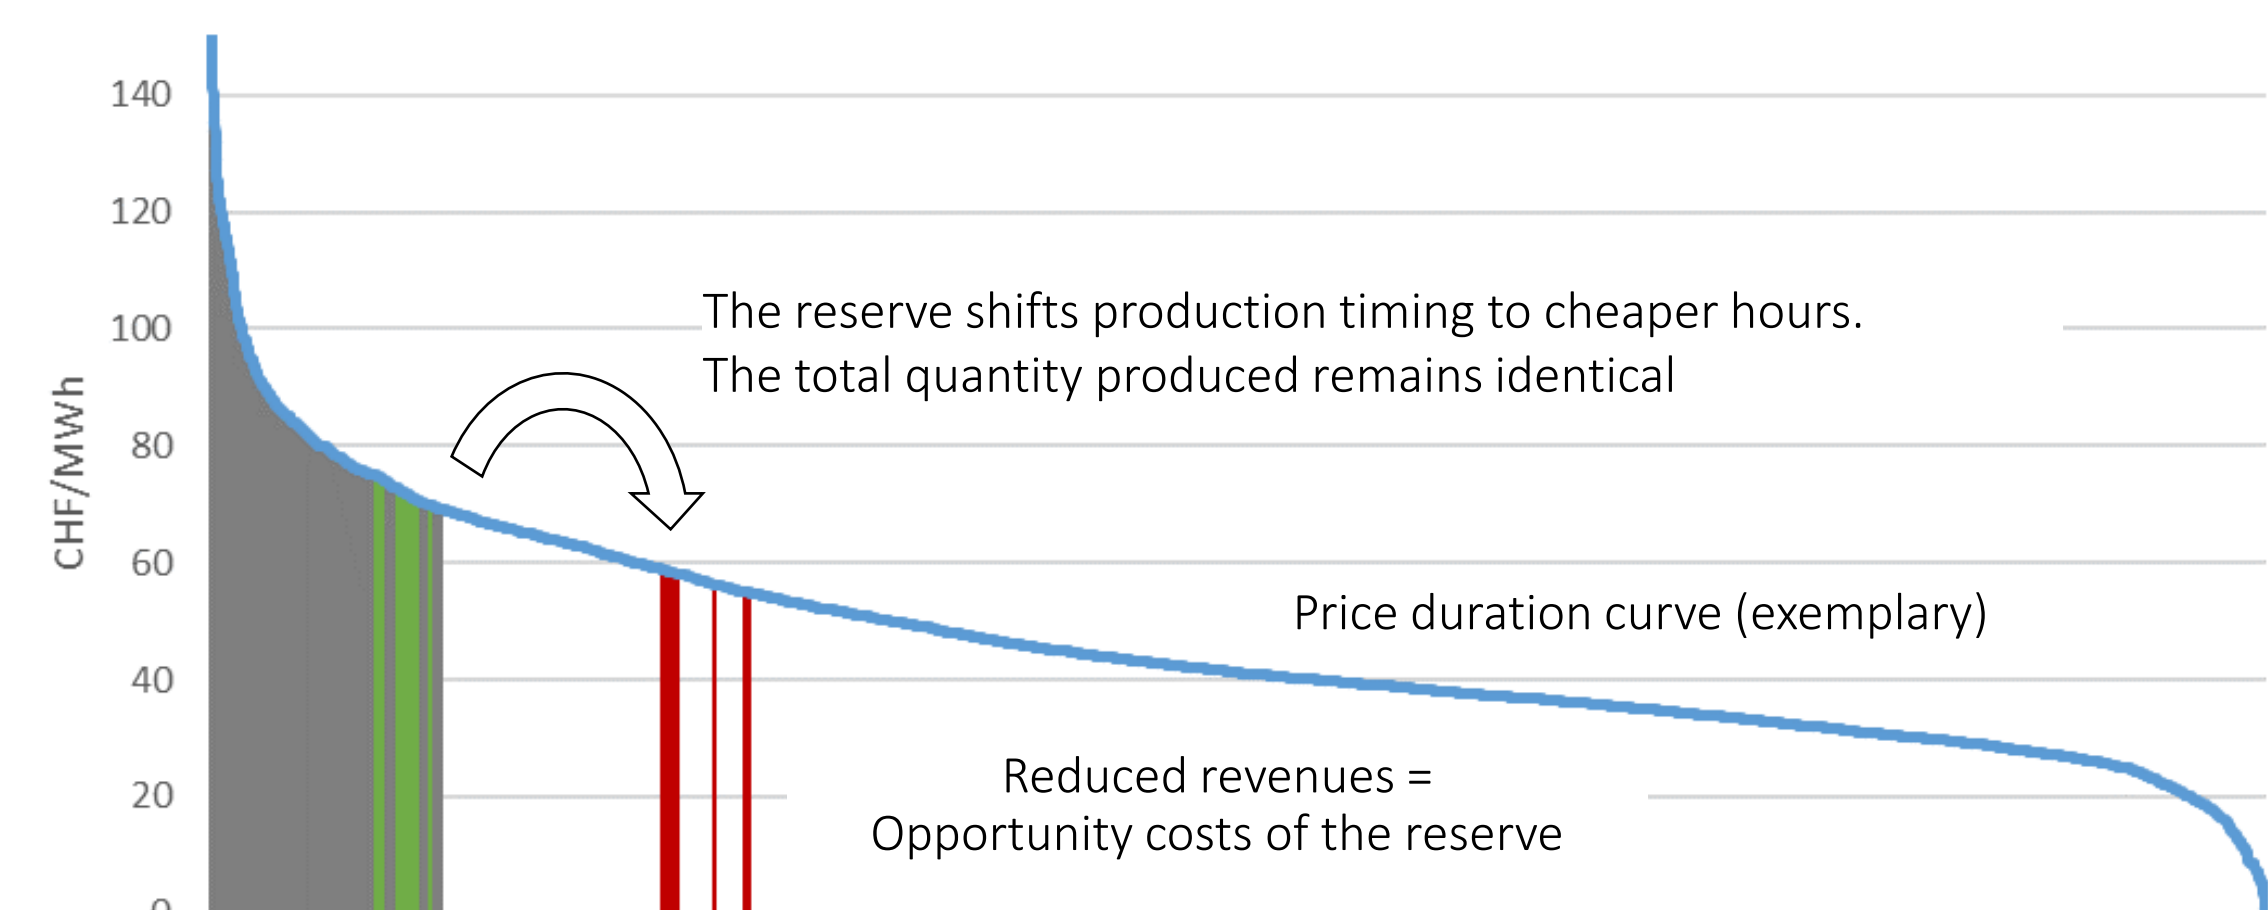 140
120
The reserve shifts production timing to cheaper hours.
100
The total quantity produced remains identical
CHF/MWh
80
60
Price duration curve (exemplary)
40
Reduced revenues =
20
Opportunity costs of the reserve
0